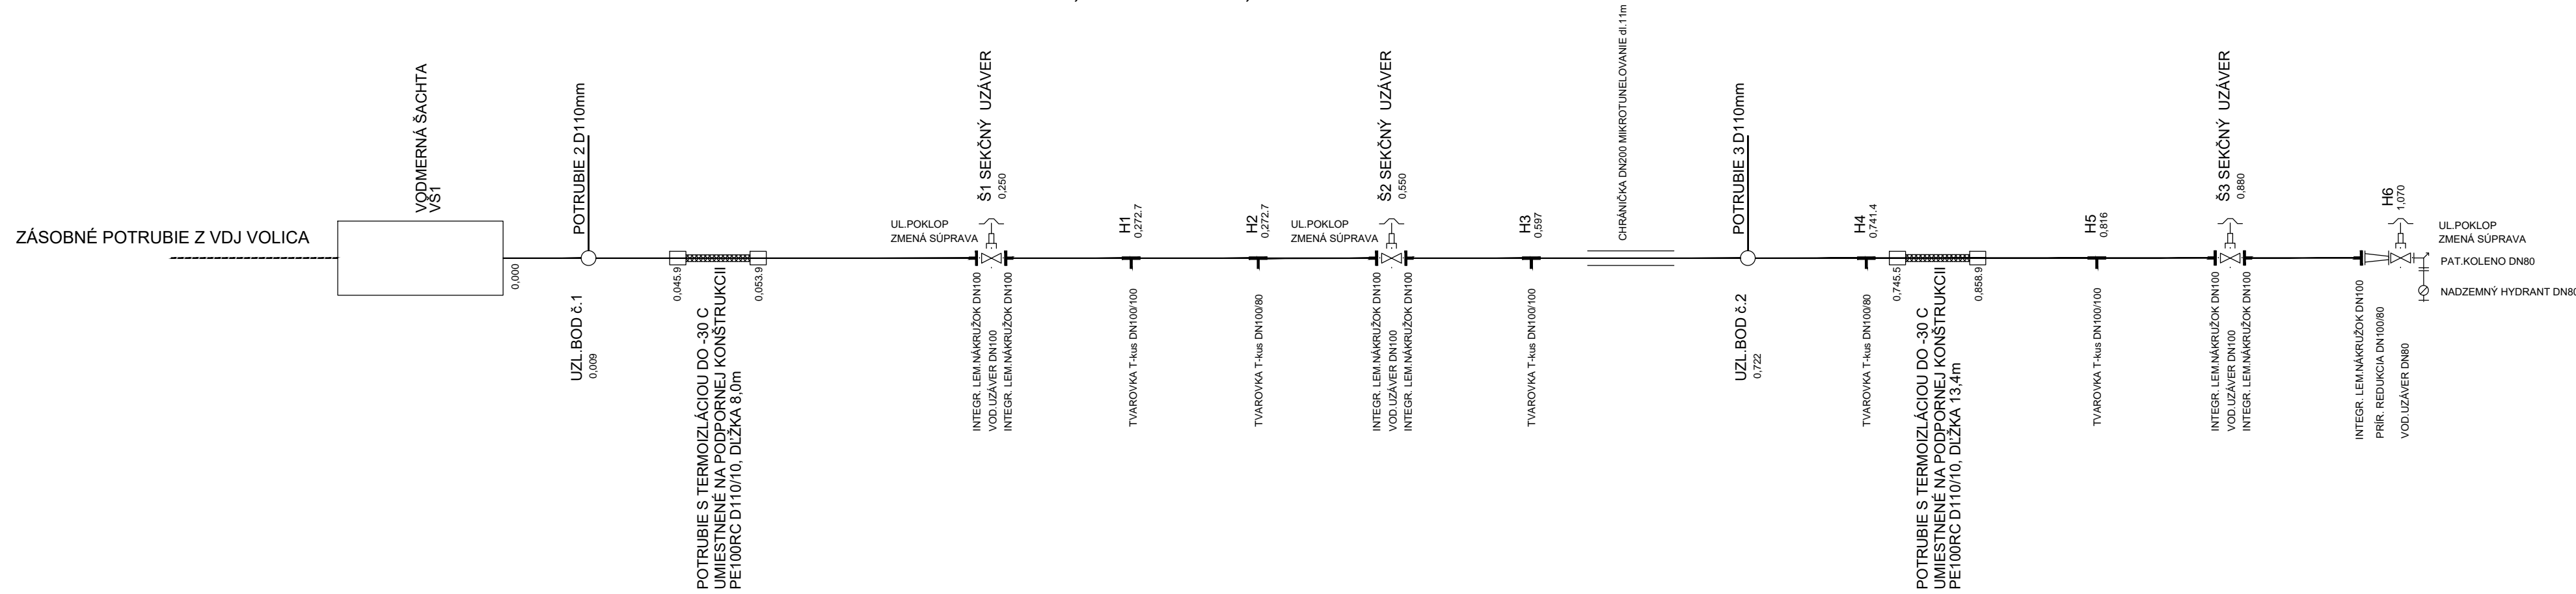 ZÁSOBNÉ POTRUBIE Z VDJ VOLICA
VODMERNÁ ŠACHTA
VŠ1
0,000
POTRUBIE 2 D110mm
UZL.BOD č.1
0,009
0,045.9
0,053.9
POTRUBIE S TERMOIZLÁCIOU DO -30 C
UMIESTNENÉ NA PODPORNEJ KONŠTRUKCII
PE100RC D110/10, DĽŽKA 8,0m
Š1 SEKČNÝ UZÁVER
0,250
UL.POKLOP
ZMENÁ SÚPRAVA
INTEGR. LEM.NÁKRUŽOK DN100
VOD.UZÁVER DN100
INTEGR. LEM.NÁKRUŽOK DN100
H1
0,272.7
TVAROVKA T-kus DN100/100
H2
0,272.7
TVAROVKA T-kus DN100/80
Š2 SEKČNÝ UZÁVER
0,550
UL.POKLOP
ZMENÁ SÚPRAVA
INTEGR. LEM.NÁKRUŽOK DN100
VOD.UZÁVER DN100
INTEGR. LEM.NÁKRUŽOK DN100
H3
0,597
TVAROVKA T-kus DN100/100
CHRÁNIČKA DN200 MIKROTUNELOVANIE dl.11m
POTRUBIE 3 D110mm
UZL.BOD č.2
0,722
H4
0,741.4
TVAROVKA T-kus DN100/80
0,745.5
0,858.9
POTRUBIE S TERMOIZLÁCIOU DO -30 C
UMIESTNENÉ NA PODPORNEJ KONŠTRUKCII
PE100RC D110/10, DĽŽKA 13,4m
H5
0,816
TVAROVKA T-kus DN100/100
Š3 SEKČNÝ UZÁVER
0,880
INTEGR. LEM.NÁKRUŽOK DN100
VOD.UZÁVER DN100
INTEGR. LEM.NÁKRUŽOK DN100
H6
1,070
UL.POKLOP
ZMENÁ SÚPRAVA
PAT.KOLENO DN80
NADZEMNÝ HYDRANT DN80
INTEGR. LEM.NÁKRUŽOK DN100
PRÍR. REDUKCIA DN100/80
VOD.UZÁVER DN80